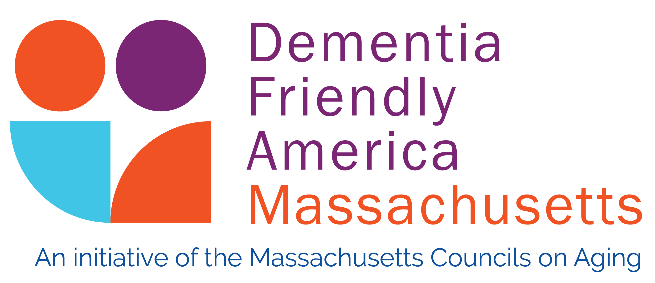 Dementia
Friendly
America
Massachusetts
An initiative of the Massachusetts Councils on Aging